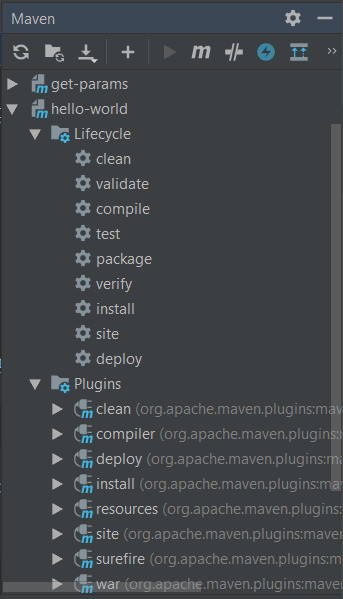 Maven
get-params
hello-world
Lifecycle
clean
validate
compile
test
package
verify
install
site
deploy
Plugins
clean (org.apache.maven.plugins:mav
compiler (org.apache.maven.plugins:
deploy (org.apache.maven.plugins:ma
install (org.apache.maven.plugins:ma
resources (org.apache.maven.plugins
site (org.apache.maven.plugins:mave
surefire (org.apache.maven.plugins:m
war (org.apache.maven.plugins:mave